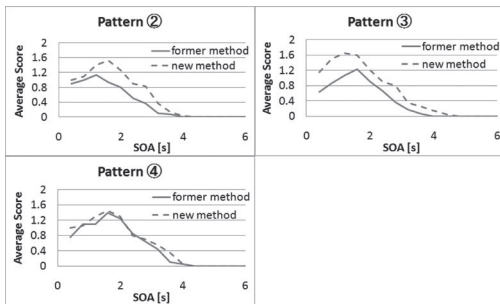 Pattern ②
Average Score
2
1.6
1.2
0.8
0.4
0
former method
new method
0 2 4 6
SOA [s]
Pattern ③
Average Score
2
1.6
1.2
0.8
0.4
0
former method
new method
0 2 4 6
SOA [s]
Pattern ④
Average Score
2
1.6
1.2
0.8
0.4
0
former method
new method
0 2 4 6
SOA [s]